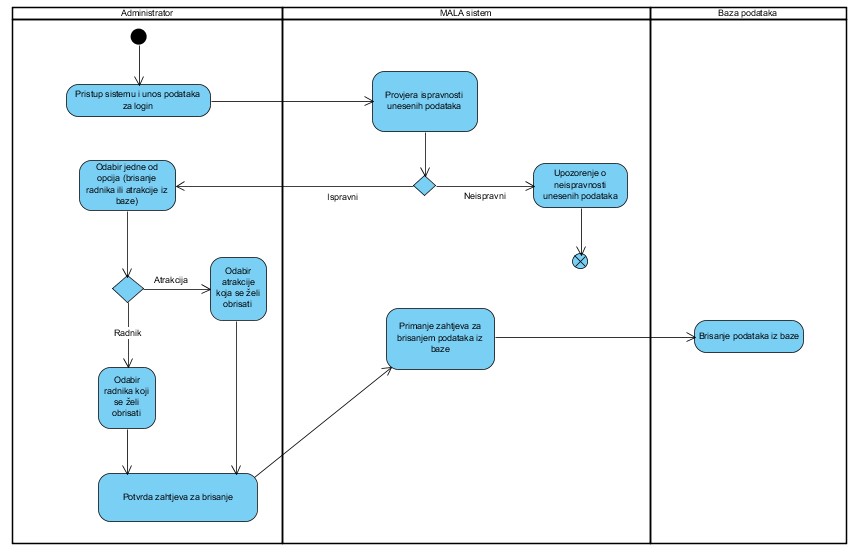 Administrator
MALA sistem
Baza podataka
Pristup sistemu i unos podataka
za login
Provjera ispravnosti
unesenih podataka
Odabir jedne od
opcija (brisanje
radnika ili atrakcije iz
baze)
Ispravni
Neispravni
Upozorenje o
neispravnosti
unesenih podataka
Atrakcija
Odabir
atrakcije
koja se želi
obrisati
Radnik
Primanje zahtjeva za
brisanjem podataka iz
baze
Brisanje podataka iz baze
Odabir
radnika koji
se želi
obrisati
Potvrda zahtjeva za brisanje